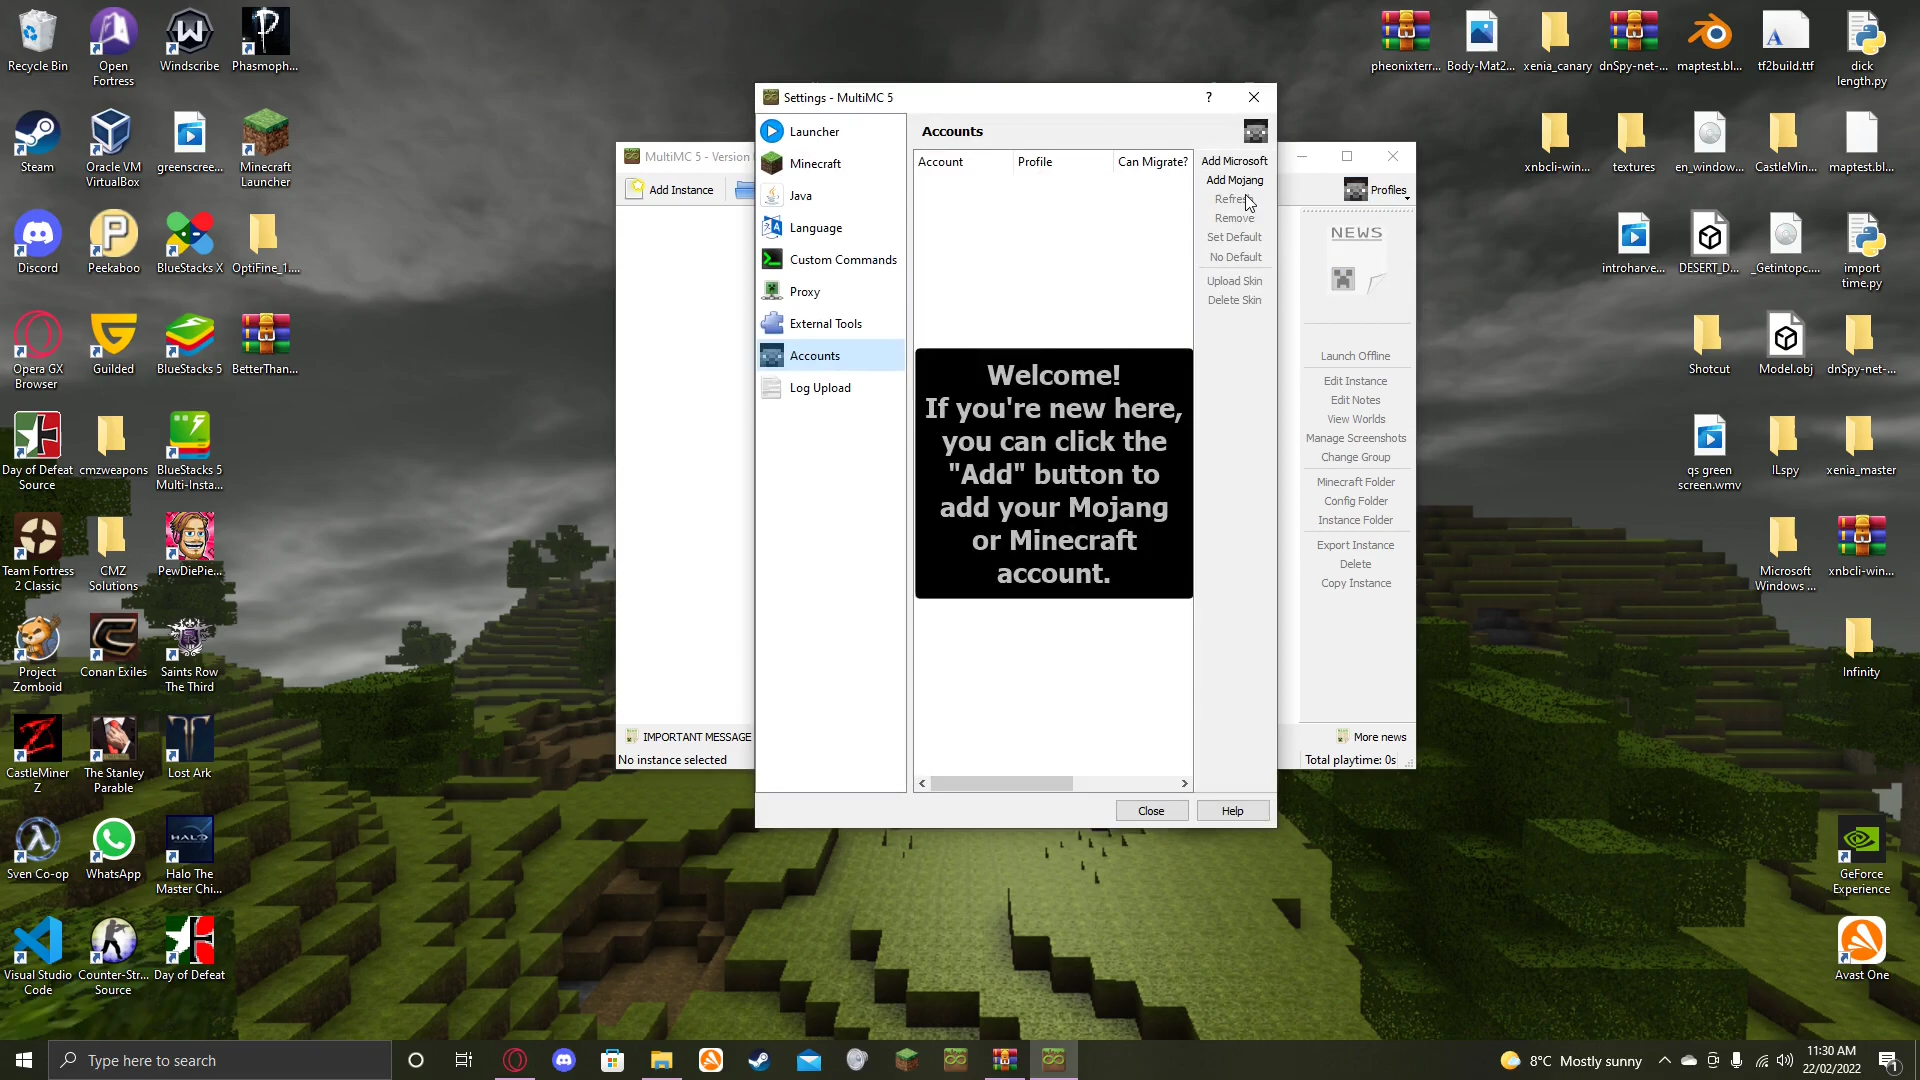 Recycle Bin
Open
Fortress
Windscribe
Phasmoph...
Steam
Oracle VM
VirtualBox
greenscree...
Minecraft
Launcher
Discord
Peekaboo
BlueStacks X
OptiFine_1....
Opera GX
Browser
Guilded
BlueStacks 5
BetterThan...
Day of Defeat
Source
cmzweapons
BlueStacks 5
Multi-Insta...
Team Fortress
2 Classic
CMZ
Solutions
PewDiePie...
Project
Zomboid
Conan Exiles
Saints Row
The Third
CastleMiner
Z
The Stanley
Parable
Lost Ark
Sven Co-op
WhatsApp
HALO
Halo The
Master Chi...
Visual Studio
Code
Counter-Str...
Source
Day of Defeat
MultiMC 5 - Version
Add Instance
No instance selected
IMPORTANT MESSAGE
Settings - MultiMC 5
?
Launcher
Minecraft
Java
Language
Custom Commands
Proxy
External Tools
Accounts
Log Upload
Accounts
Account
Profile
Can Migrate?
Welcome!
If you're new here,
you can click the
"Add" button to
add your Mojang
or Minecraft
account.
Add Microsoft
Add Mojang
Refresh
Remove
Set Default
No Default
Upload Skin
Delete Skin
Close
Help
Profiles
NEWS
Launch Offline
Edit Instance
Edit Notes
View Worlds
Manage Screenshots
Change Group
Minecraft Folder
Config Folder
Instance Folder
Export Instance
Delete
Copy Instance
More news
Total playtime: 0s
pheonixterr...
Body-Mat2...
xenia_canary
dnSpy-net-...
maptest.bl...
tf2build.ttf
dick
length.py
xnbcli-win...
textures
en_window...
CastleMin...
maptest.bl...
introharve...
DESERT_D...
_Getintopc....
import
time.py
Shotcut
Model.obj
dnSpy-net-...
qs green
screen.wmv
ILspy
xenia_master
Microsoft
Windows ...
xnbcli-win...
Infinity
GeForce
Experience
Avast One
Type here to search
8°C Mostly sunny
11:30 AM
22/02/2022
1